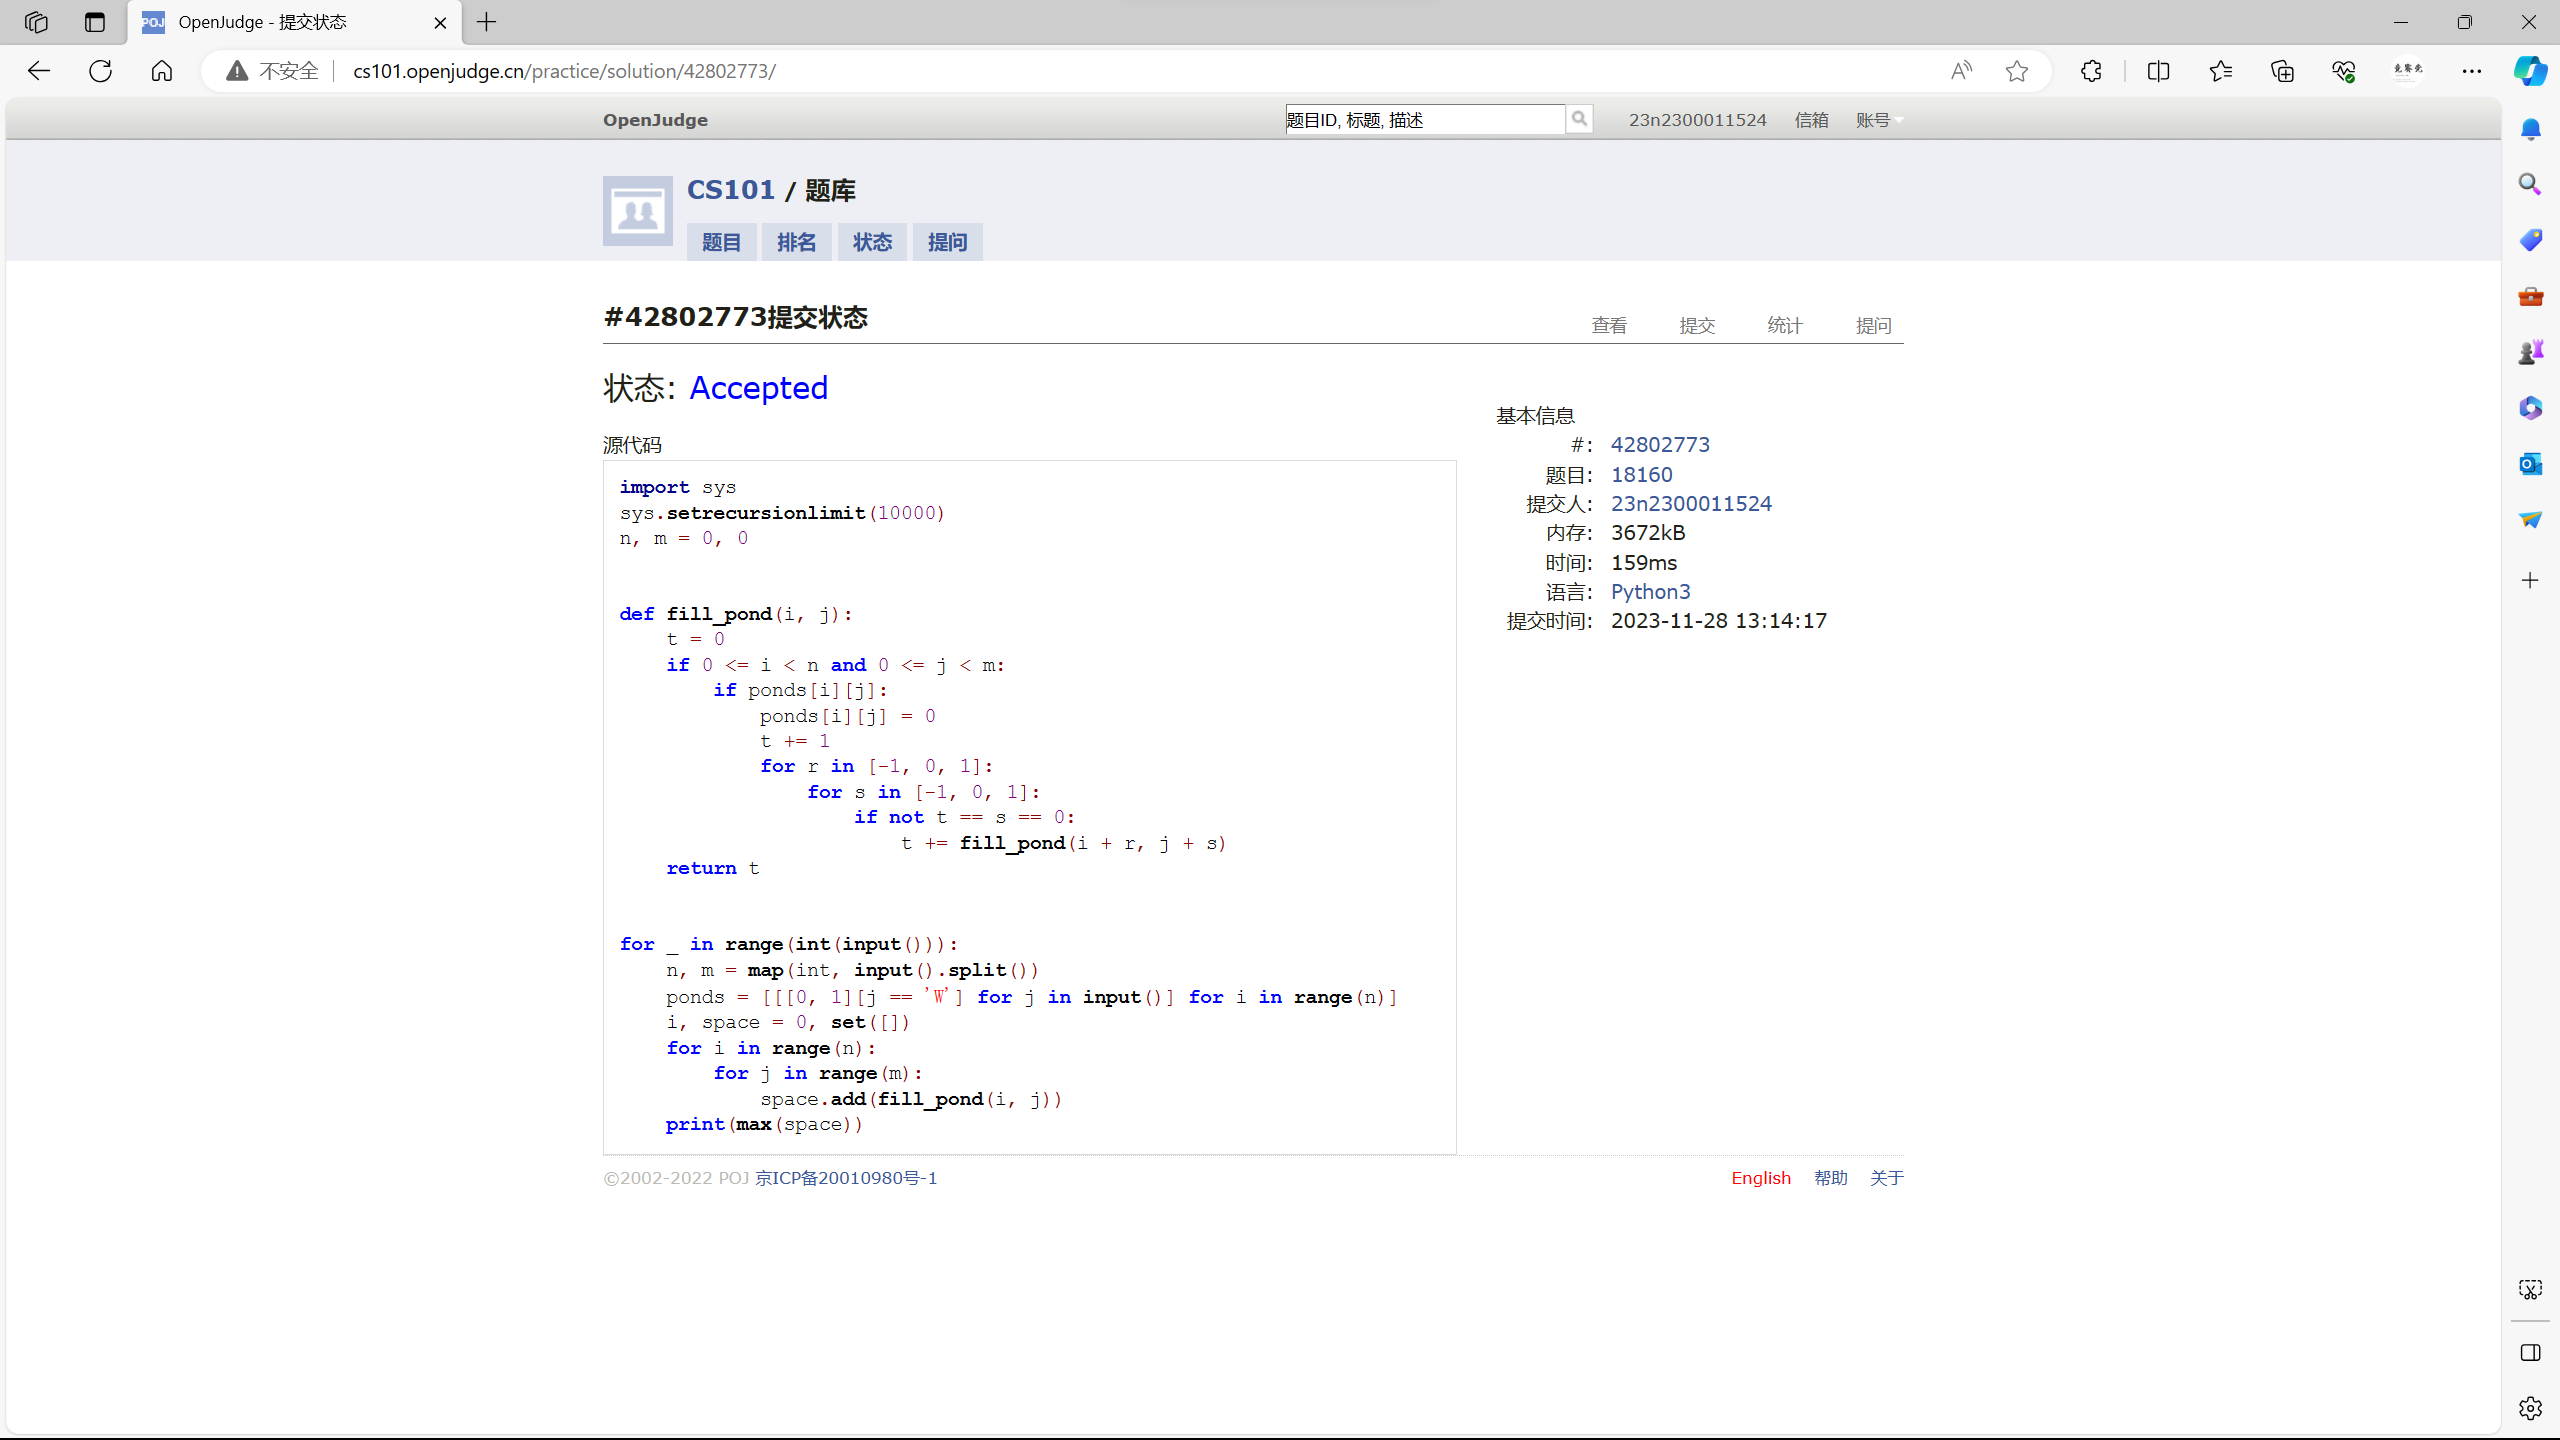 OpenJudge - 提交状态
不安全 cs101.openjudge.cn/practice/solution/42802773/
OpenJudge
题目ID, 标题, 描述
23n2300011524 信箱 账号
CS101 / 题库
题目 排名 状态 提问
#42802773提交状态
查看 提交 统计 提问
状态: Accepted
源代码
import sys
sys.setrecursionlimit(10000)
n, m = 0, 0
def fill_pond(i, j):
    t = 0
    if 0 <= i < n and 0 <= j < m:
        if ponds[i][j]:
            ponds[i][j] = 0
            t += 1
            for r in [-1, 0, 1]:
                for s in [-1, 0, 1]:
                    if not t == s == 0:
                        t += fill_pond(i + r, j + s)
    return t
for _ in range(int(input())):
    n, m = map(int, input().split())
    ponds = [[[0, 1][j == 'W'] for j in input()] for i in range(n)]
    i, space = 0, set([])
    for i in range(n):
        for j in range(m):
            space.add(fill_pond(i, j))
    print(max(space))
基本信息
#: 42802773
题目: 18160
提交人: 23n2300011524
内存: 3672kB
时间: 159ms
语言: Python3
提交时间: 2023-11-28 13:14:17
©2002-2022 POJ 京ICP备20010980号-1
English 帮助 关于